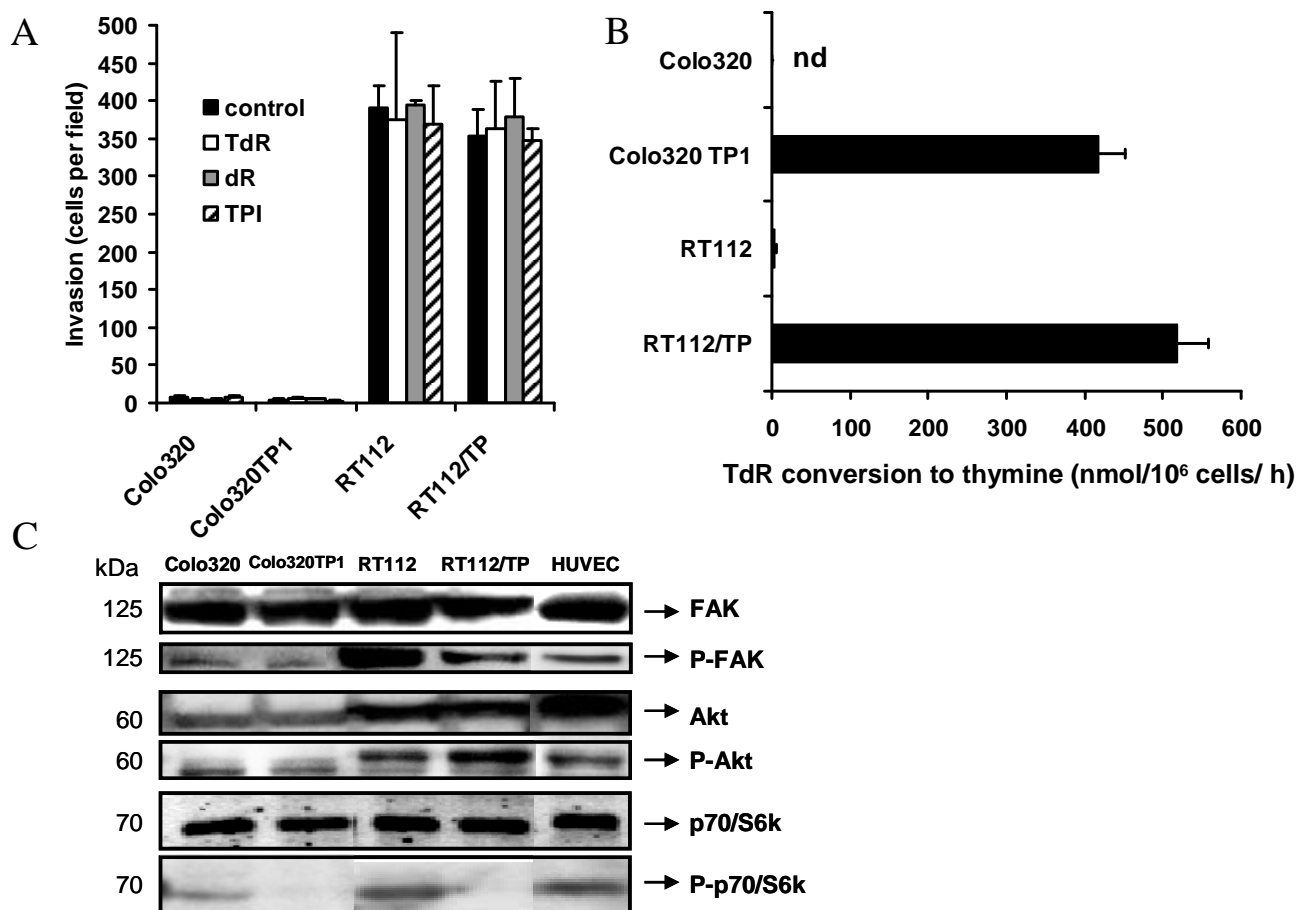 A
Invasion (cells per field)
500
450
400
350
300
250
200
150
100
50
0
control
TdR
dR
TPI
Colo320
Colo320TP1
RT112
RT112/TP
B
Colo320
nd
Colo320 TP1
RT112
RT112/TP
0 100 200 300 400 500 600
TdR conversion to thymine (nmol/10⁶ cells/ h)
C
kDa Colo320 Colo320TP1 RT112 RT112/TP HUVEC
125 → FAK
125 → P-FAK
60 → Akt
60 → P-Akt
70 → p70/S6k
70 → P-p70/S6k